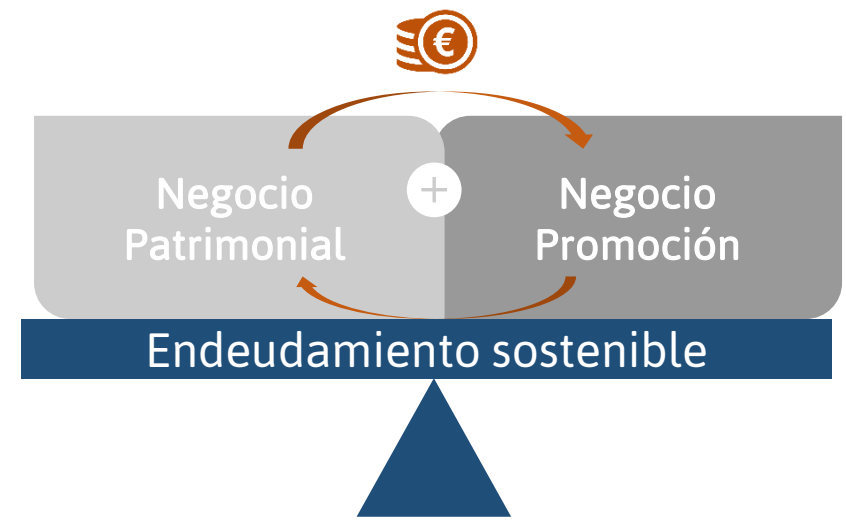 €
Negocio
Patrimonial
+
Negocio
Promoción
Endeudamiento sostenible